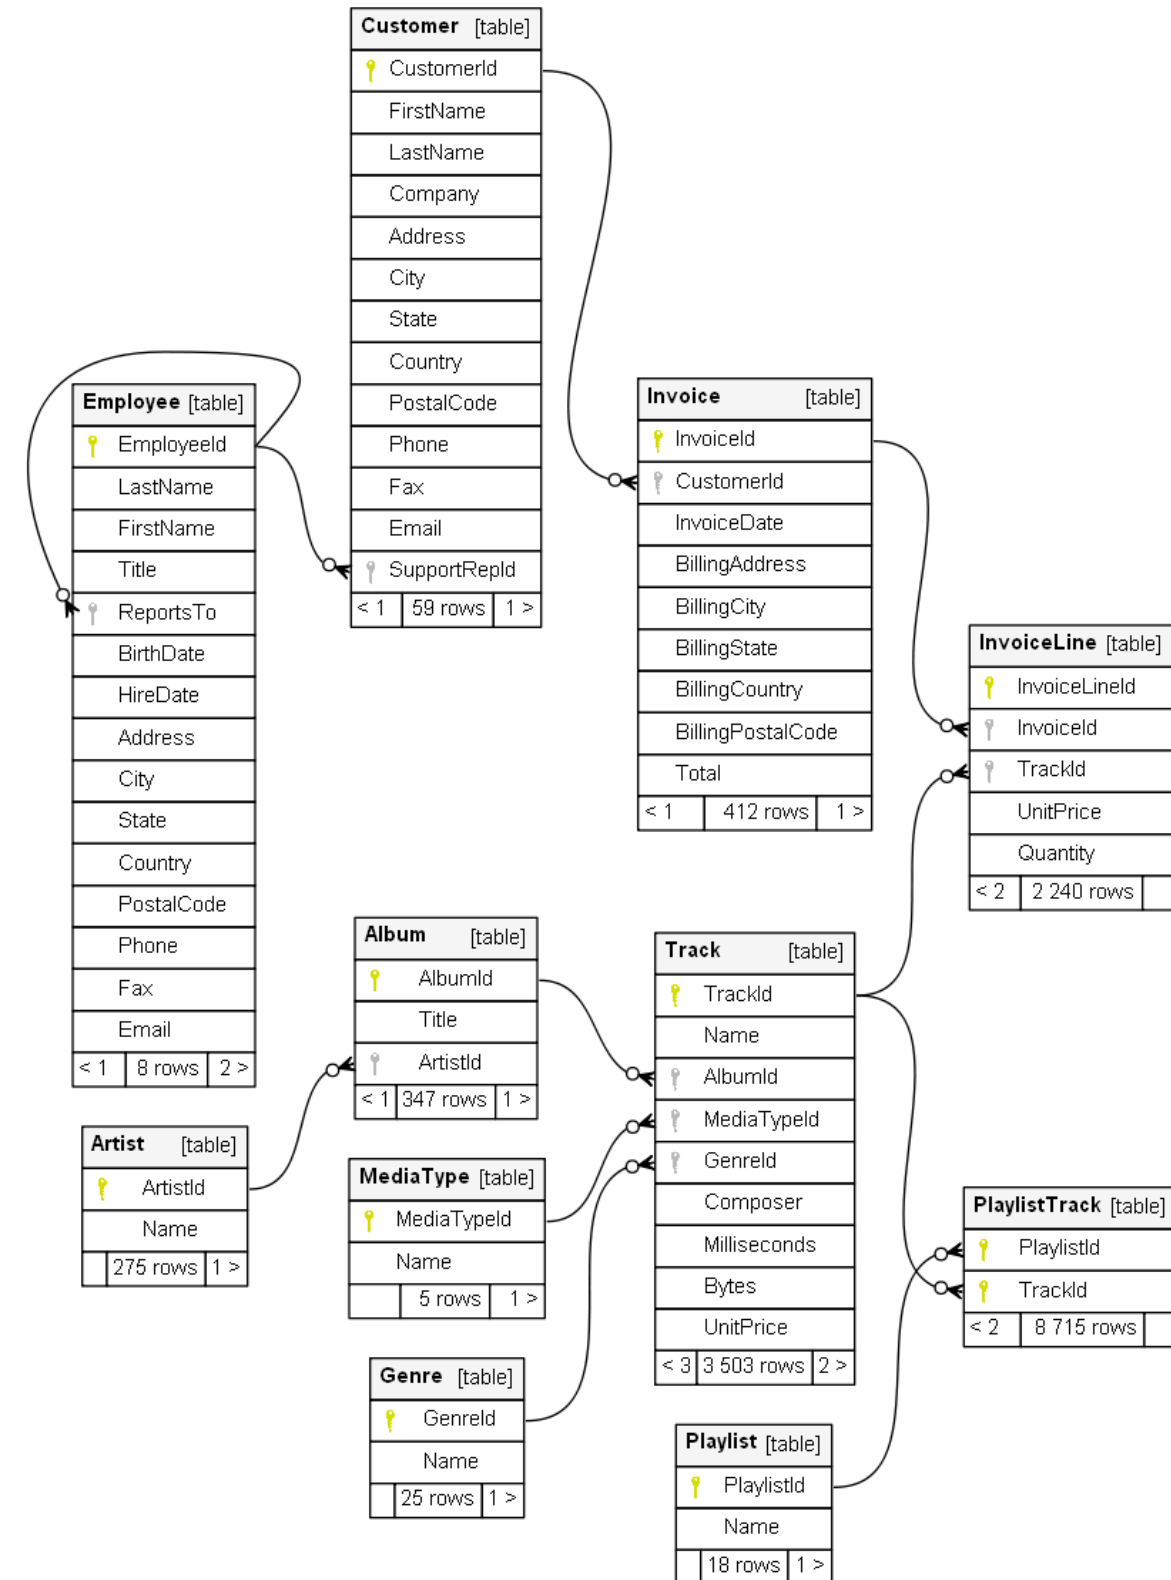 Customer [table]
CustomerId
FirstName
LastName
Company
Address
City
State
Country
PostalCode
Phone
Fax
Email
SupportRepId
< 1 59 rows 1 >
Employee [table]
EmployeeId
LastName
FirstName
Title
ReportsTo
BirthDate
HireDate
Address
City
State
Country
PostalCode
Phone
Fax
Email
< 1 8 rows 2 >
Invoice [table]
InvoiceId
CustomerId
InvoiceDate
BillingAddress
BillingCity
BillingState
BillingCountry
BillingPostalCode
Total
< 1 412 rows 1 >
InvoiceLine [table]
InvoiceLineId
InvoiceId
TrackId
UnitPrice
Quantity
< 2 2 240 rows
Album [table]
AlbumId
Title
ArtistId
< 1 347 rows 1 >
Track [table]
TrackId
Name
AlbumId
MediaTypeId
GenreId
Composer
Milliseconds
Bytes
UnitPrice
< 3 3 503 rows 2 >
Artist [table]
ArtistId
Name
275 rows 1 >
MediaType [table]
MediaTypeId
Name
5 rows 1 >
PlaylistTrack [table]
PlaylistId
TrackId
< 2 8 715 rows
Genre [table]
GenreId
Name
25 rows 1 >
Playlist [table]
PlaylistId
Name
18 rows 1 >